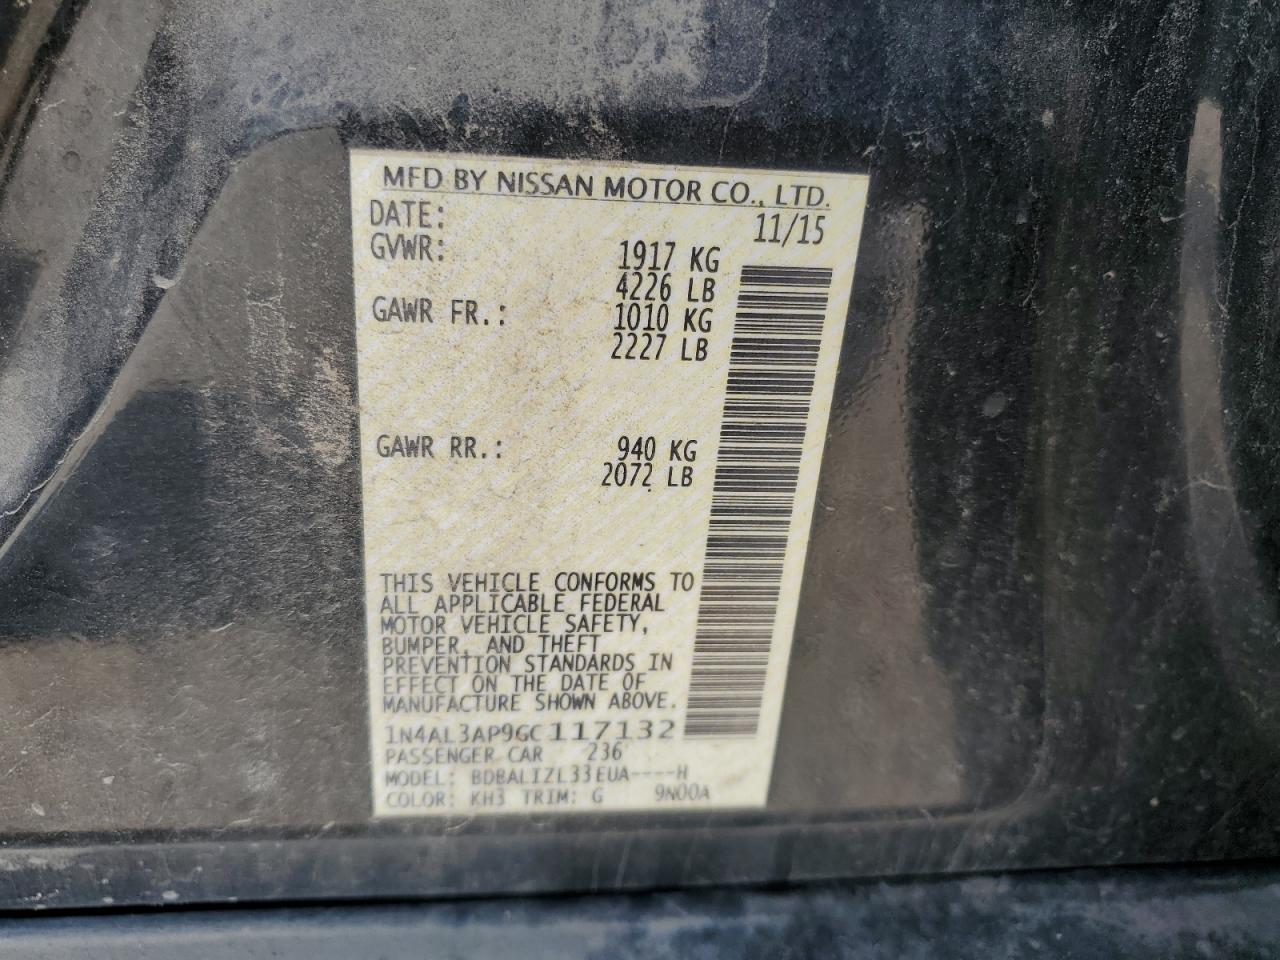 MFD BY NISSAN MOTOR CO., LTD.
DATE: 11/15
GVWR: 1917 KG
4226 LB
GAWR FR.: 1010 KG
2227 LB
GAWR RR.: 940 KG
2072 LB
THIS VEHICLE CONFORMS TO
ALL APPLICABLE FEDERAL
MOTOR VEHICLE SAFETY,
BUMPER, AND THEFT
PREVENTION STANDARDS IN
EFFECT ON THE DATE OF
MANUFACTURE SHOWN ABOVE.
1N4AL3AP9GC117132
PASSENGER CAR 236
MODEL: BDBALIZL33EUA----H
COLOR: KH3 TRIM: G 9N00A